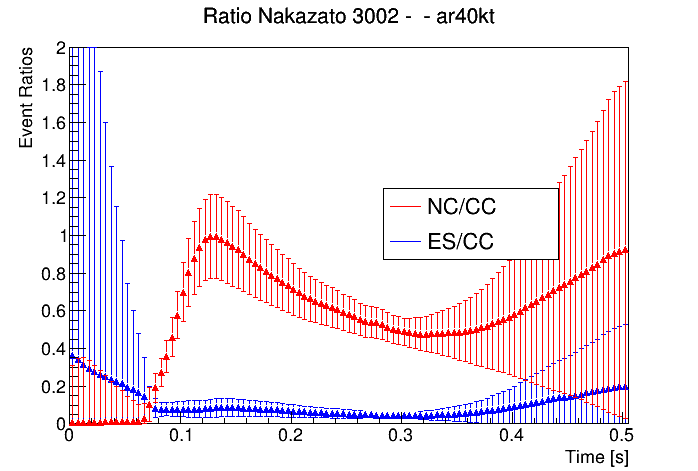 Ratio Nakazato 3002 - - ar40kt
Event Ratios
2
1.8
1.6
1.4
1.2
1
0.8
0.6
0.4
0.2
0
NC/CC
ES/CC
0 0.1 0.2 0.3 0.4 0.5
Time [s]